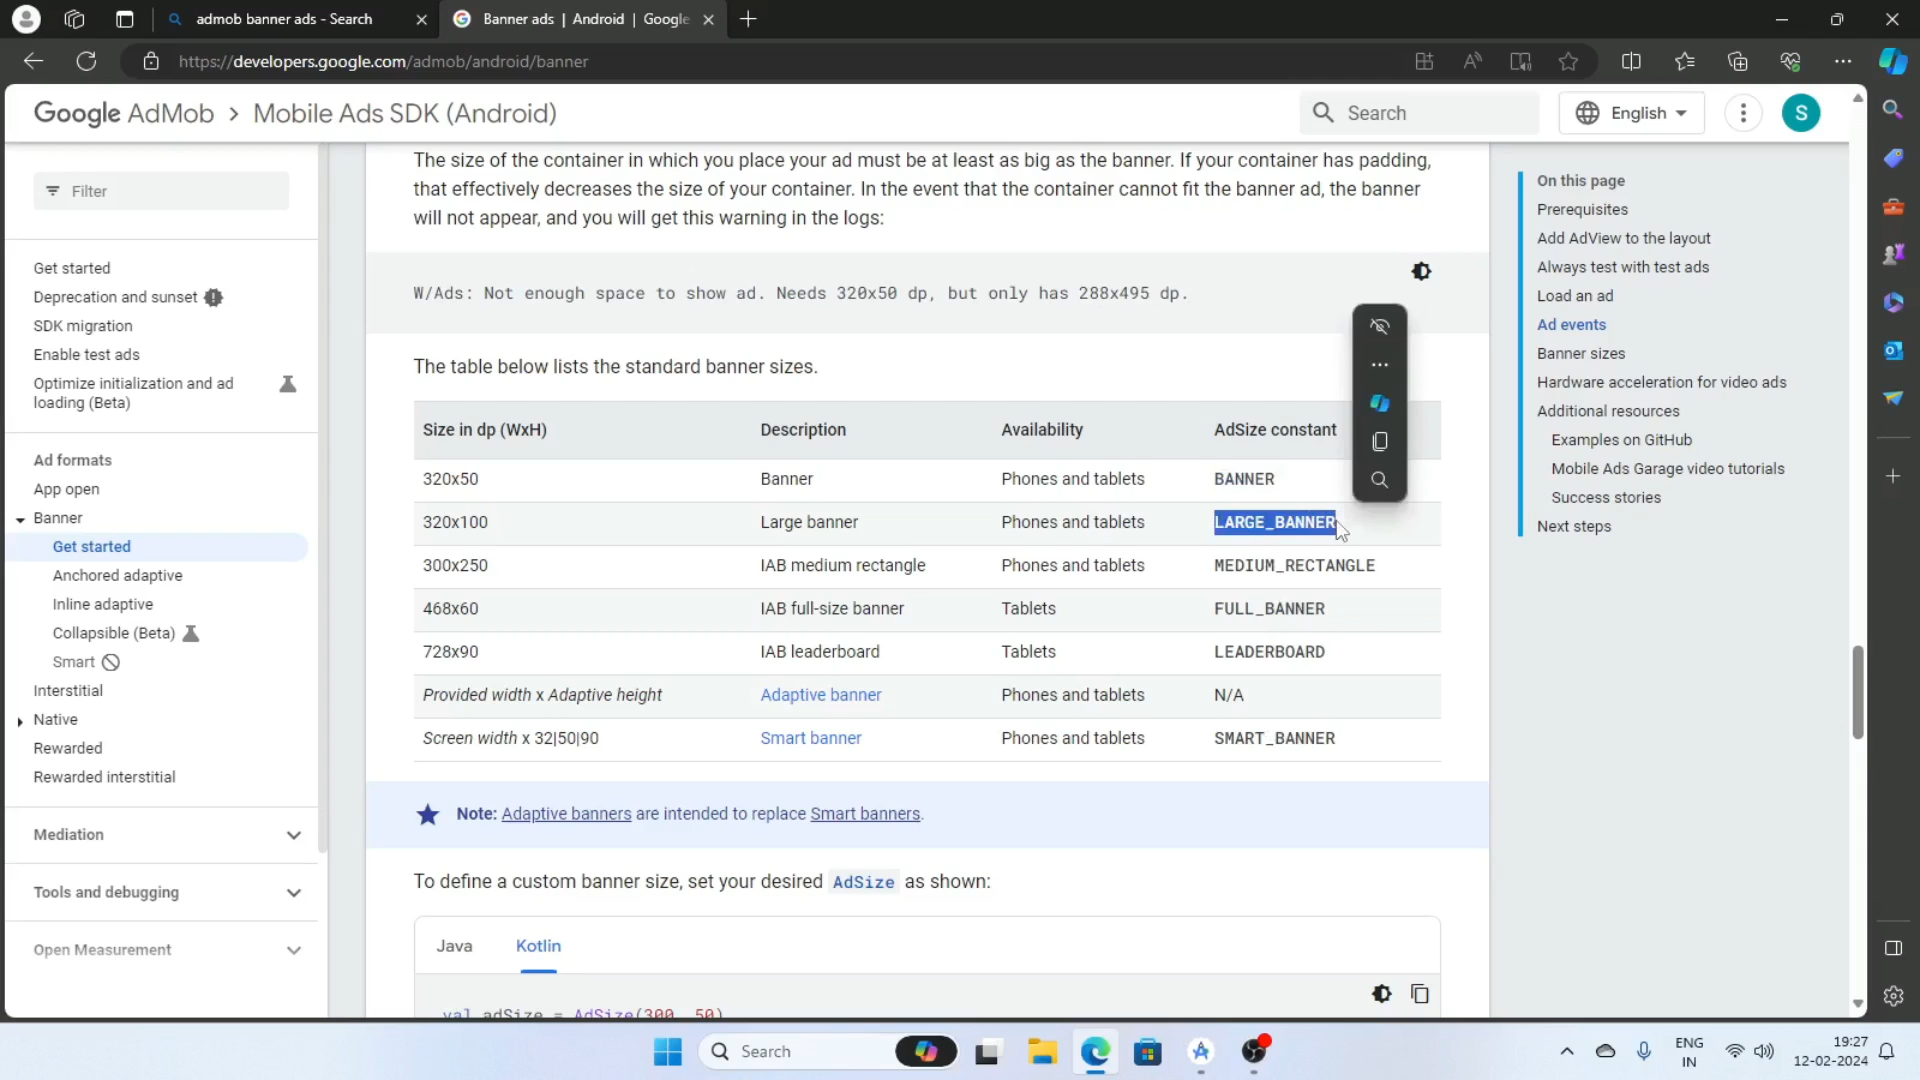 admob banner ads - Search
Banner ads | Android | Google
https://developers.google.com/admob/android/banner
Google AdMob > Mobile Ads SDK (Android)
Search
English
S
Filter
Get started
Deprecation and sunset
SDK migration
Enable test ads
Optimize initialization and ad
loading (Beta)
Ad formats
App open
Banner
Get started
Anchored adaptive
Inline adaptive
Collapsible (Beta)
Smart
Interstitial
Native
Rewarded
Rewarded interstitial
Mediation
Tools and debugging
Open Measurement
The size of the container in which you place your ad must be at least as big as the banner. If your container has padding,
that effectively decreases the size of your container. In the event that the container cannot fit the banner ad, the banner
will not appear, and you will get this warning in the logs:
W/Ads: Not enough space to show ad. Needs 320x50 dp, but only has 288x495 dp.
The table below lists the standard banner sizes.
Size in dp (WxH) Description Availability AdSize constant
320x50 Banner Phones and tablets BANNER
320x100 Large banner Phones and tablets LARGE_BANNER
300x250 IAB medium rectangle Phones and tablets MEDIUM_RECTANGLE
468x60 IAB full-size banner Tablets FULL_BANNER
728x90 IAB leaderboard Tablets LEADERBOARD
Provided width x Adaptive height Adaptive banner Phones and tablets N/A
Screen width x 32|50|90 Smart banner Phones and tablets SMART_BANNER
Note: Adaptive banners are intended to replace Smart banners.
To define a custom banner size, set your desired AdSize as shown:
Java Kotlin
val adSize = AdSize(300, 50)
On this page
Prerequisites
Add AdView to the layout
Always test with test ads
Load an ad
Ad events
Banner sizes
Hardware acceleration for video ads
Additional resources
Examples on GitHub
Mobile Ads Garage video tutorials
Success stories
Next steps
Search
ENG
IN
19:27
12-02-2024